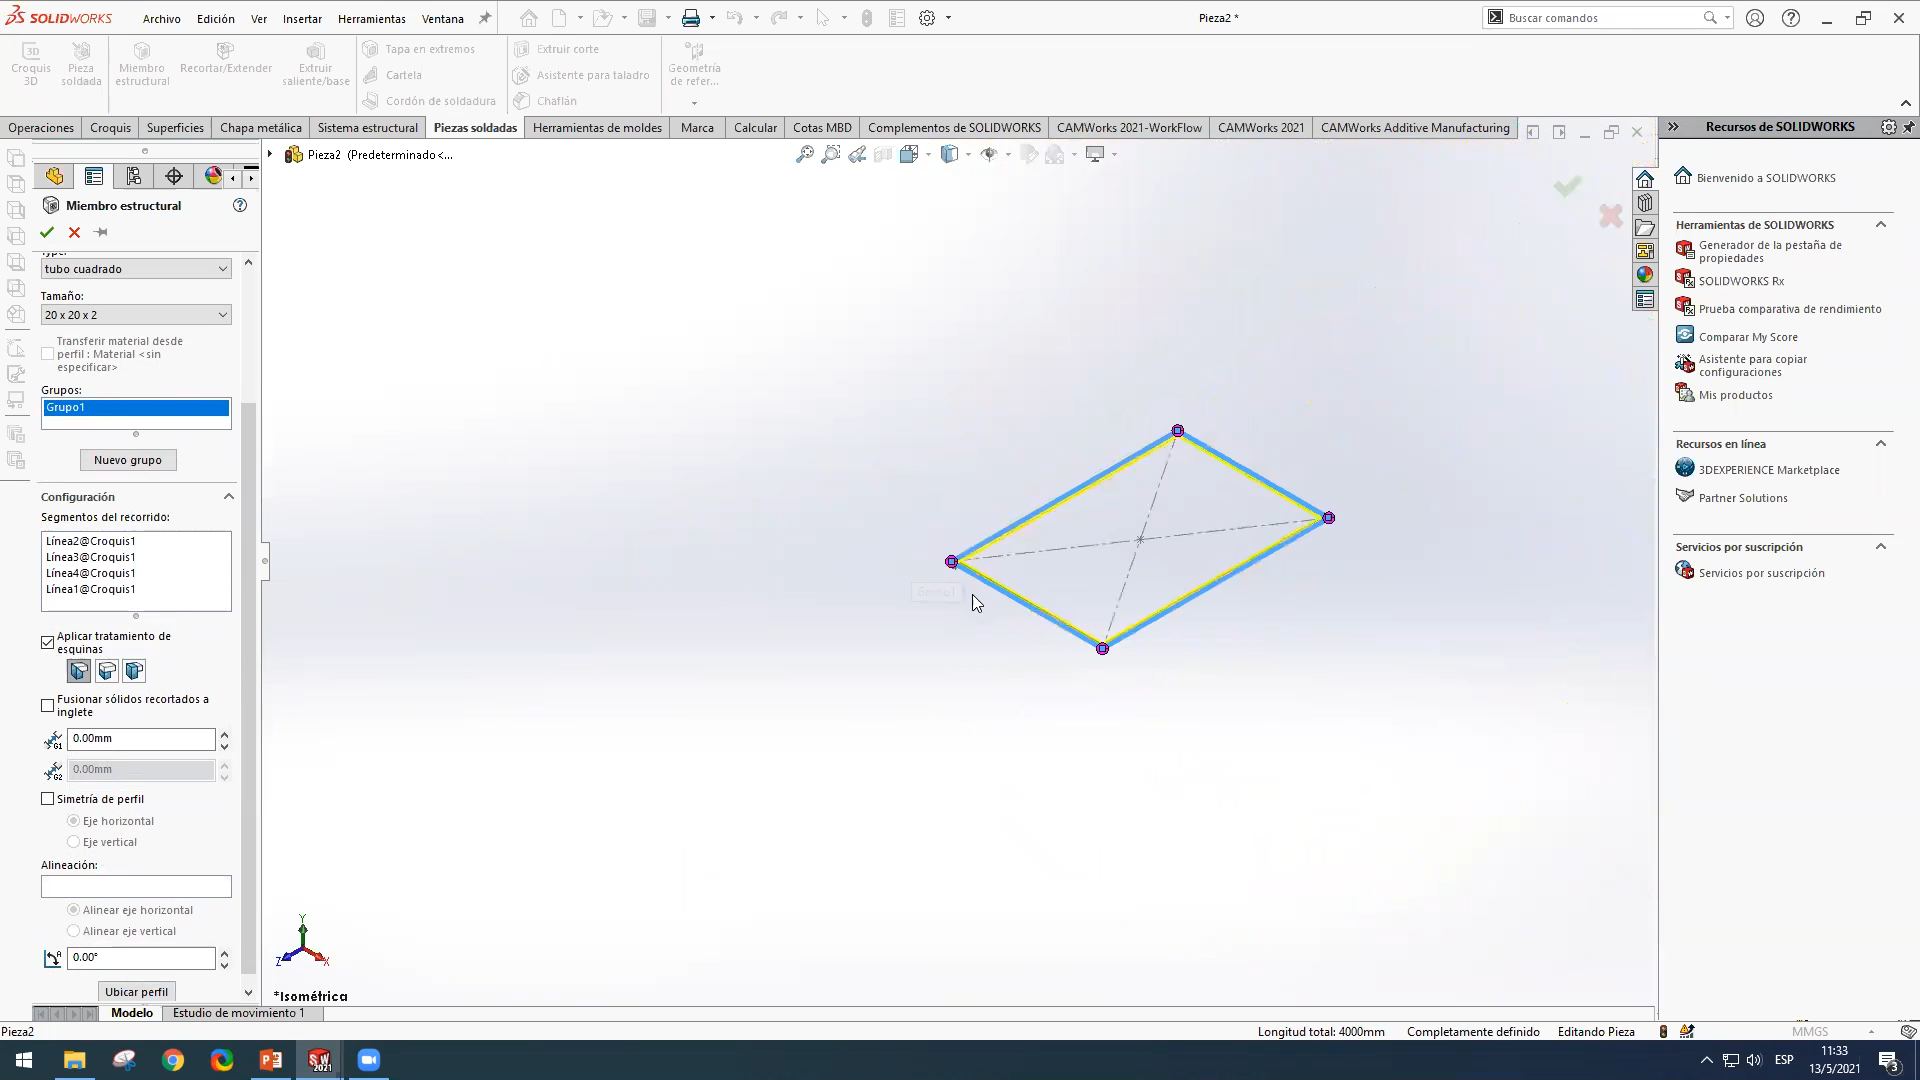 SOLIDWORKS
Archivo
Edición
Ver
Insertar
Herramientas
Ventana
Pieza2 *
Buscar comandos
Croquis
3D
Pieza
soldada
Miembro
estructural
Recortar/Extender
Extruir
saliente/base
Tapa en extremos
Cartela
Cordón de soldadura
Extruir corte
Asistente para taladro
Chaflán
Geometría
de refer...
Operaciones
Croquis
Superficies
Chapa metálica
Sistema estructural
Piezas soldadas
Herramientas de moldes
Marca
Calcular
Cotas MBD
Complementos de SOLIDWORKS
CAMWorks 2021-WorkFlow
CAMWorks 2021
CAMWorks Additive Manufacturing
Recursos de SOLIDWORKS
Pieza2 (Predeterminado<...
Miembro estructural
tubo cuadrado
Tamaño:
20 x 20 x 2
Transferir material desde
perfil : Material <sin
especificar>
Grupos:
Grupo1
Nuevo grupo
Configuración
Segmentos del recorrido:
Línea2@Croquis1
Línea3@Croquis1
Línea4@Croquis1
Línea1@Croquis1
Aplicar tratamiento de
esquinas
Fusionar sólidos recortados a
inglete
G1
0.00mm
G2
0.00mm
Simetría de perfil
Eje horizontal
Eje vertical
Alineación:
Alinear eje horizontal
Alinear eje vertical
0.00°
Ubicar perfil
Grupo1
Y
Z
X
*Isométrica
Bienvenido a SOLIDWORKS
Herramientas de SOLIDWORKS
Generador de la pestaña de
propiedades
SOLIDWORKS Rx
Prueba comparativa de rendimiento
Comparar My Score
Asistente para copiar
configuraciones
Mis productos
Recursos en línea
3DEXPERIENCE Marketplace
Partner Solutions
Servicios por suscripción
Servicios por suscripción
Modelo
Estudio de movimiento 1
Pieza2
Longitud total: 4000mm
Completamente definido
Editando Pieza
MMGS
ESP
11:33
13/5/2021
3